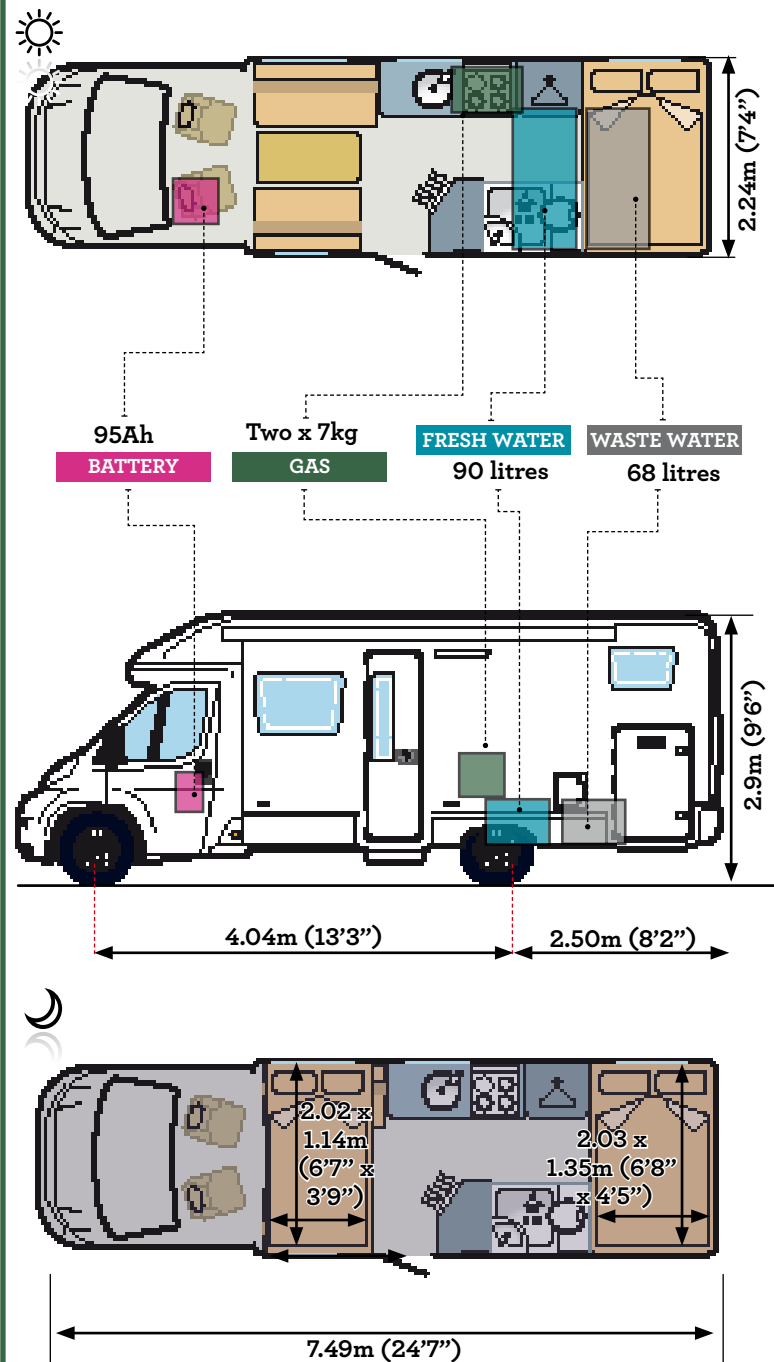 2.24m (7’4”)
95Ah
BATTERY
Two x 7kg
GAS
FRESH WATER
90 litres
WASTE WATER
68 litres
2.9m (9’6”)
4.04m (13’3”)
2.50m (8’2”)
2.02 x
1.14m
(6’7” x
3’9”)
2.03 x
1.35m (6’8”
x 4’5”)
7.49m (24’7”)